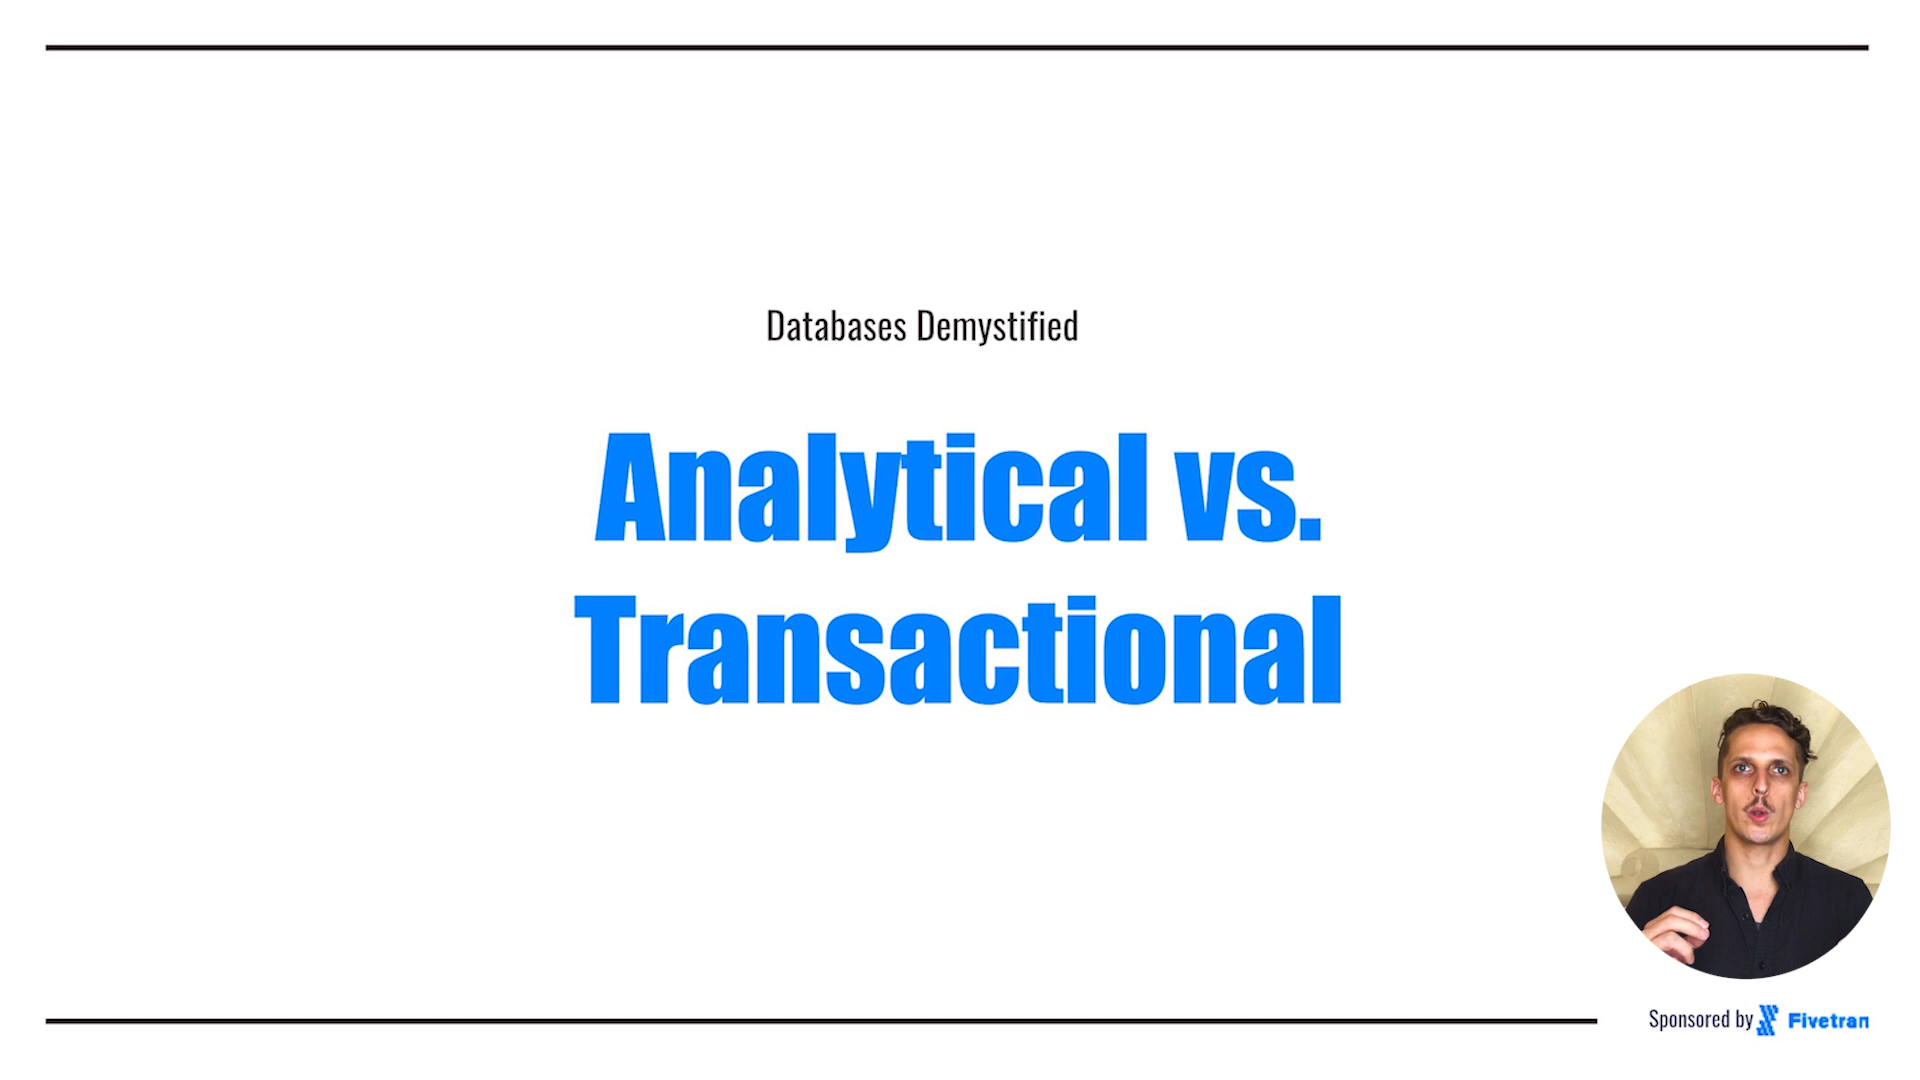 Databases Demystified
Analytical vs.
Transactional
Sponsored by Fivetran